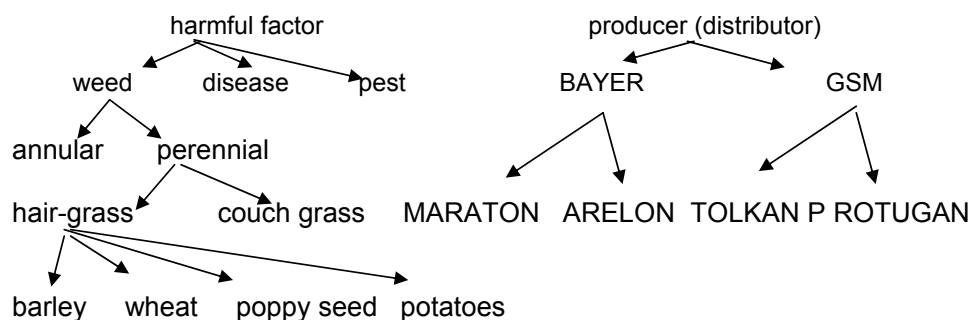 harmful factor producer (distributor)
weed disease pest BAYER GSM
annular perennial
hair-grass couch grass MARATON ARELON TOLKAN P ROTUGAN
barley wheat poppy seed potatoes